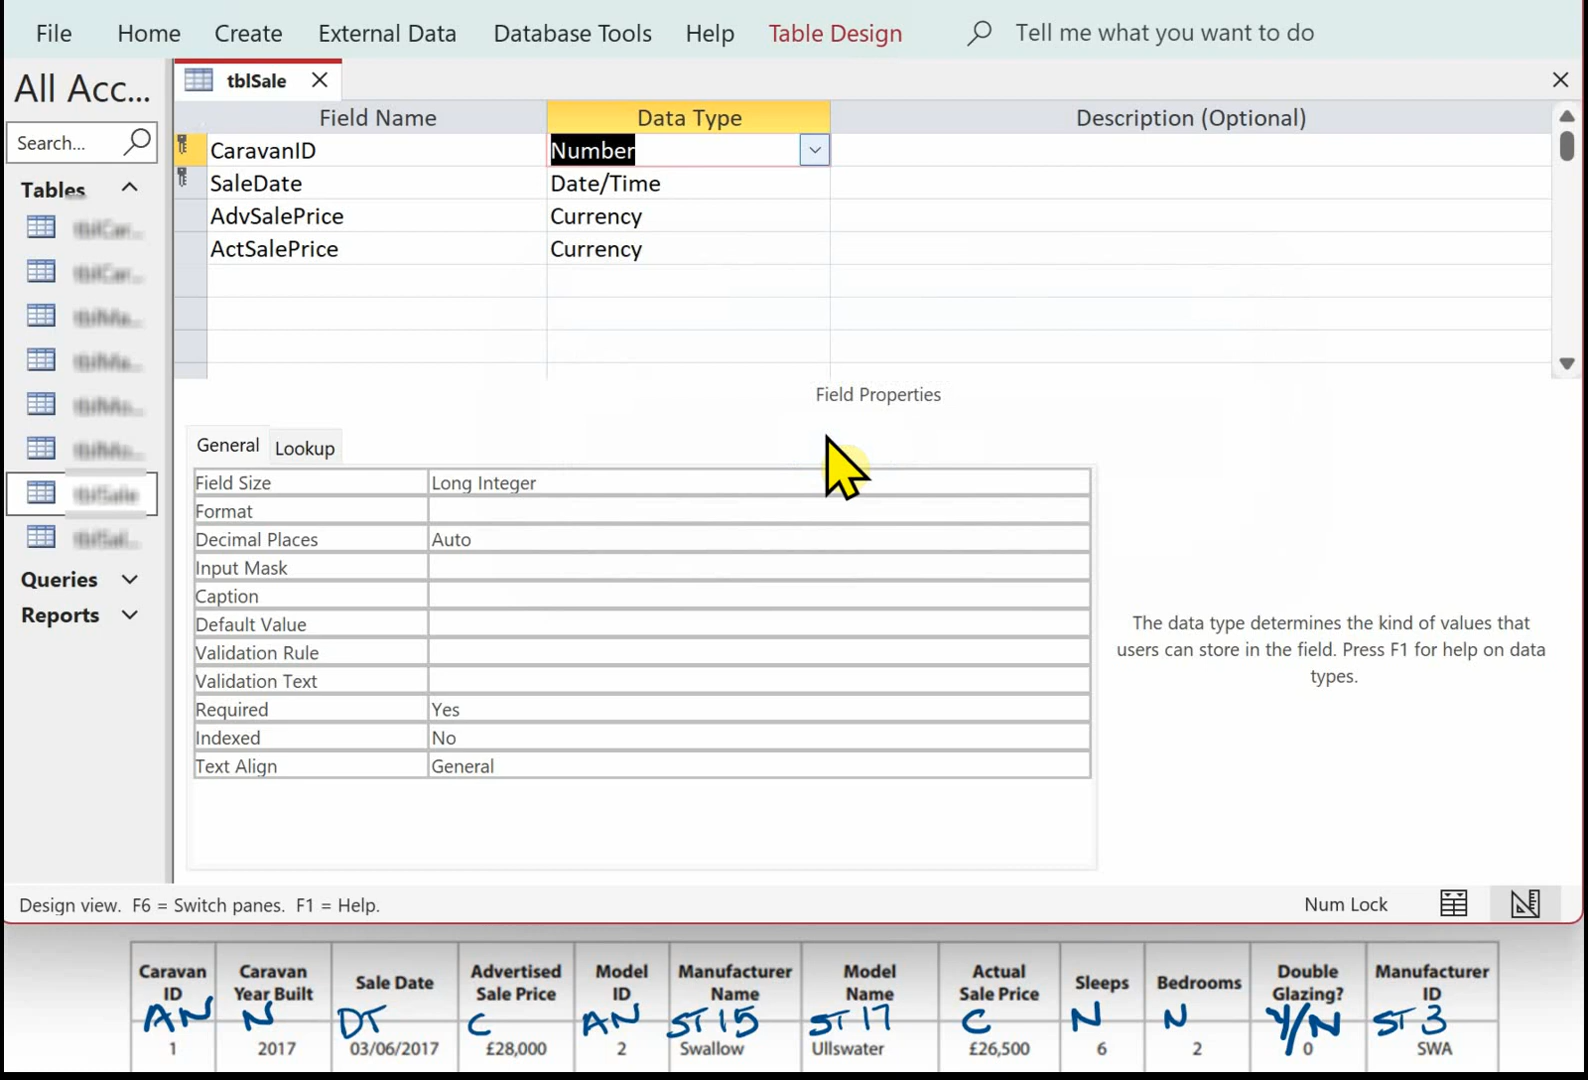 File Home Create External Data Database Tools Help Table Design Tell me what you want to do
All Acc...
tblSale
Field Name Data Type Description (Optional)
Search...
CaravanID Number
SaleDate Date/Time
AdvSalePrice Currency
ActSalePrice Currency
Tables
Queries
Reports
Field Properties
General Lookup
Field Size Long Integer
Format
Decimal Places Auto
Input Mask
Caption
Default Value
Validation Rule
Validation Text
Required Yes
Indexed No
Text Align General
The data type determines the kind of values that
users can store in the field. Press F1 for help on data
types.
Design view. F6 = Switch panes. F1 = Help. Num Lock
Caravan ID Caravan Year Built Sale Date Advertised Sale Price Model ID Manufacturer Name Model Name Actual Sale Price Sleeps Bedrooms Double Glazing? Manufacturer ID
AN N DT C AN ST15 ST17 C N N Y/N ST3
1 2017 03/06/2017 £28,000 2 Swallow Ullswater £26,500 6 2 0 SWA